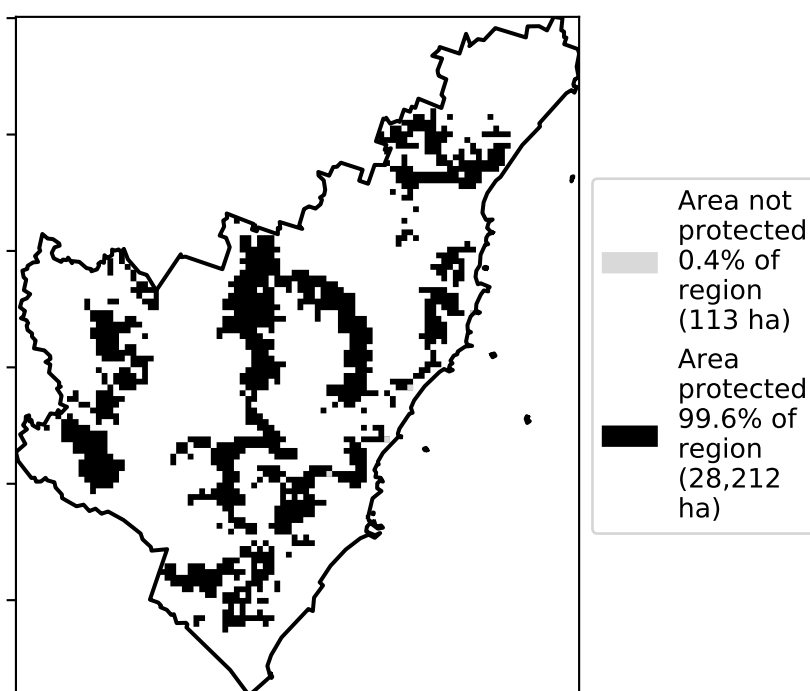 Area not
protected
0.4% of
region
(113 ha)
Area
protected
99.6% of
region
(28,212
ha)